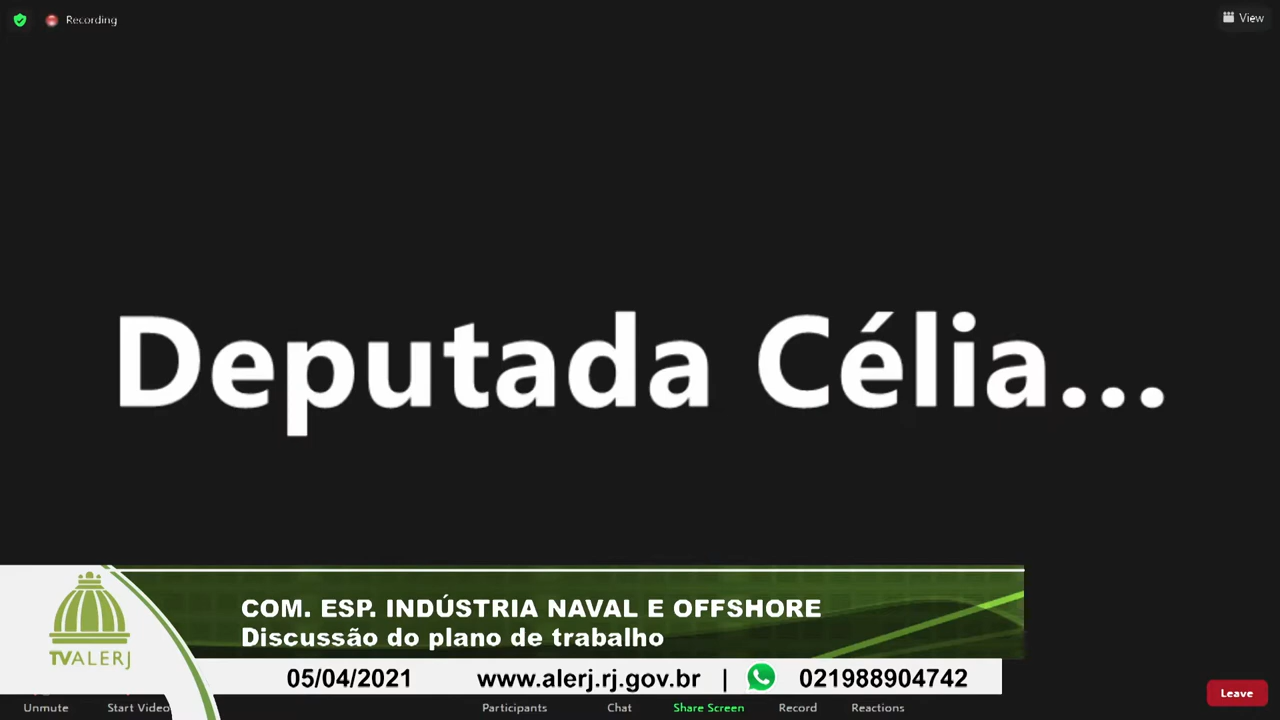 Recording
View
Deputada Célia...
COM. ESP. INDÚSTRIA NAVAL E OFFSHORE
Discussão do plano de trabalho
TVALERJ
05/04/2021 www.alerj.rj.gov.br | 021988904742
Leave
Unmute Start Video Participants Chat Share Screen Record Reactions